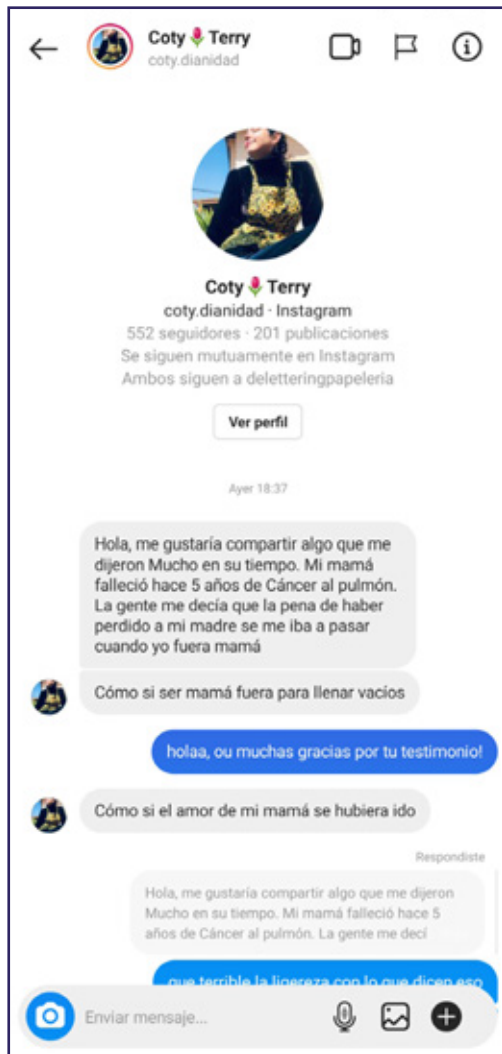 Coty🌷Terry
coty.dianidad
Coty🌷Terry
coty.dianidad · Instagram
552 seguidores · 201 publicaciones
Se siguen mutuamente en Instagram
Ambos siguen a deletteringpapeleria
Ver perfil
Ayer 18:37
Hola, me gustaría compartir algo que me
dijeron Mucho en su tiempo. Mi mamá
falleció hace 5 años de Cáncer al pulmón.
La gente me decía que la pena de haber
perdido a mi madre se me iba a pasar
cuando yo fuera mamá
Cómo si ser mamá fuera para llenar vacíos
holaa, ou muchas gracias por tu testimonio!
Cómo si el amor de mi mamá se hubiera ido
Respondiste
Hola, me gustaría compartir algo que me dijeron
Mucho en su tiempo. Mi mamá falleció hace 5
años de Cáncer al pulmón. La gente me decí
que terrible la ligereza con lo que dicen eso
Enviar mensaje...